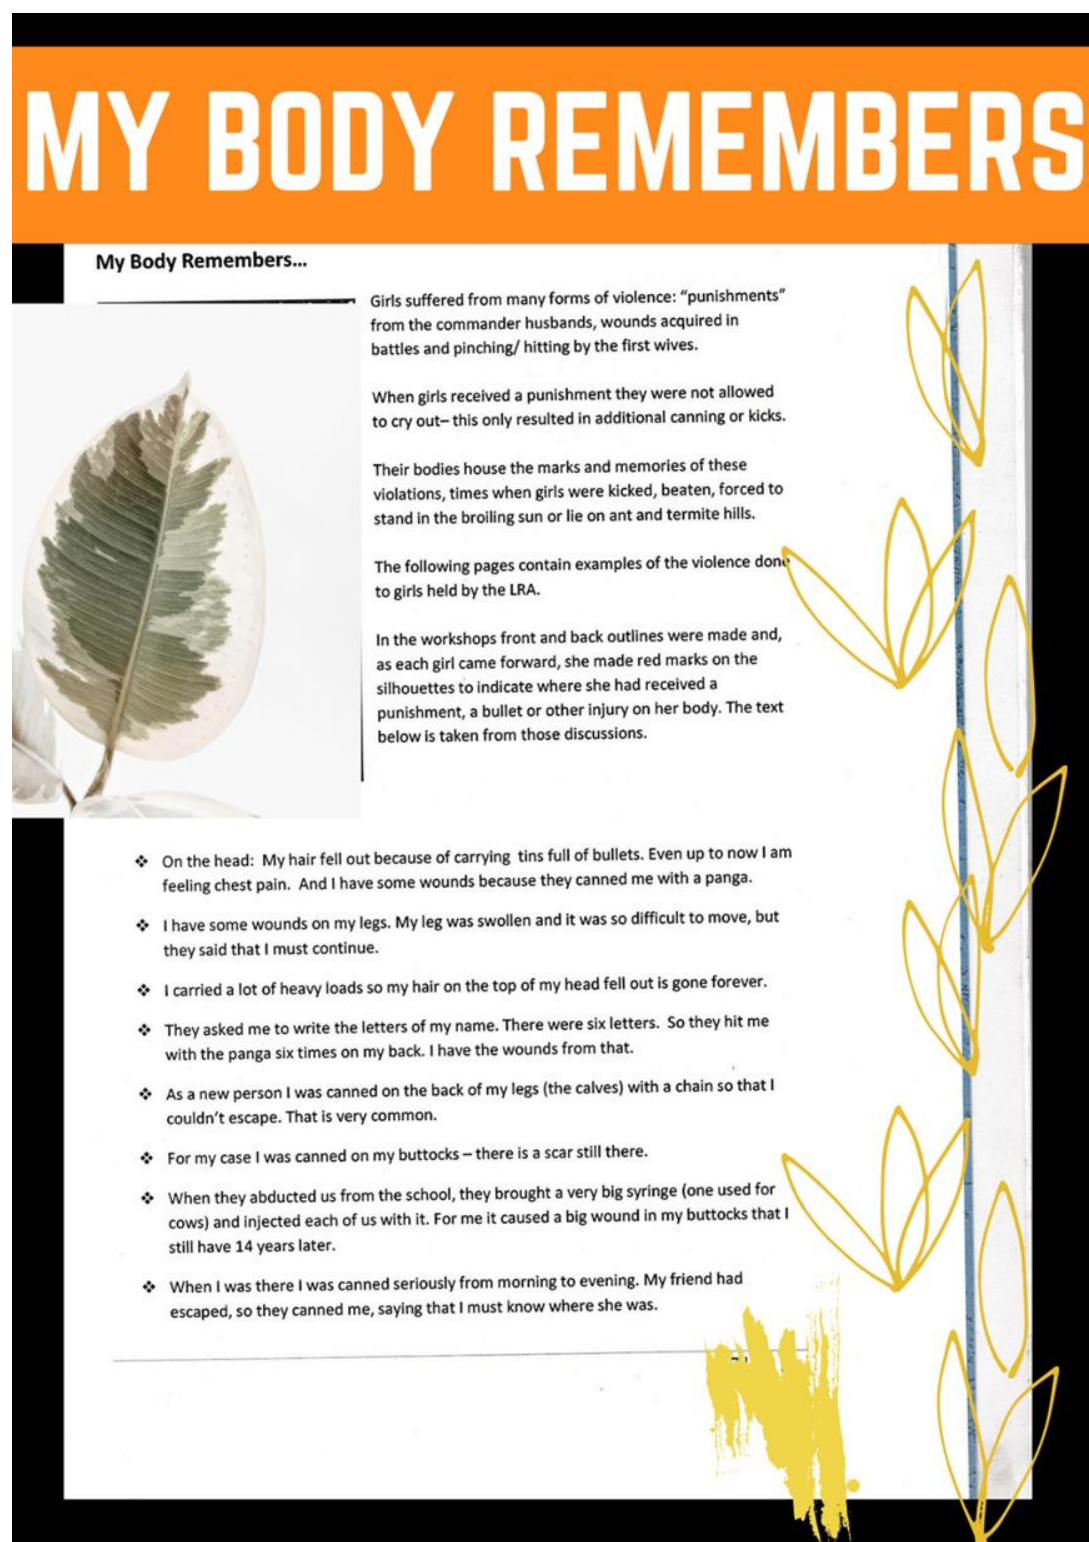 MY BODY REMEMBERS
My Body Remembers...
Girls suffered from many forms of violence: “punishments”
from the commander husbands, wounds acquired in
battles and pinching/ hitting by the first wives.
When girls received a punishment they were not allowed
to cry out– this only resulted in additional canning or kicks.
Their bodies house the marks and memories of these
violations, times when girls were kicked, beaten, forced to
stand in the broiling sun or lie on ant and termite hills.
The following pages contain examples of the violence done
to girls held by the LRA.
In the workshops front and back outlines were made and,
as each girl came forward, she made red marks on the
silhouettes to indicate where she had received a
punishment, a bullet or other injury on her body. The text
below is taken from those discussions.
❖ On the head: My hair fell out because of carrying tins full of bullets. Even up to now I am
feeling chest pain. And I have some wounds because they canned me with a panga.
❖ I have some wounds on my legs. My leg was swollen and it was so difficult to move, but
they said that I must continue.
❖ I carried a lot of heavy loads so my hair on the top of my head fell out is gone forever.
❖ They asked me to write the letters of my name. There were six letters. So they hit me
with the panga six times on my back. I have the wounds from that.
❖ As a new person I was canned on the back of my legs (the calves) with a chain so that I
couldn’t escape. That is very common.
❖ For my case I was canned on my buttocks – there is a scar still there.
❖ When they abducted us from the school, they brought a very big syringe (one used for
cows) and injected each of us with it. For me it caused a big wound in my buttocks that I
still have 14 years later.
❖ When I was there I was canned seriously from morning to evening. My friend had
escaped, so they canned me, saying that I must know where she was.